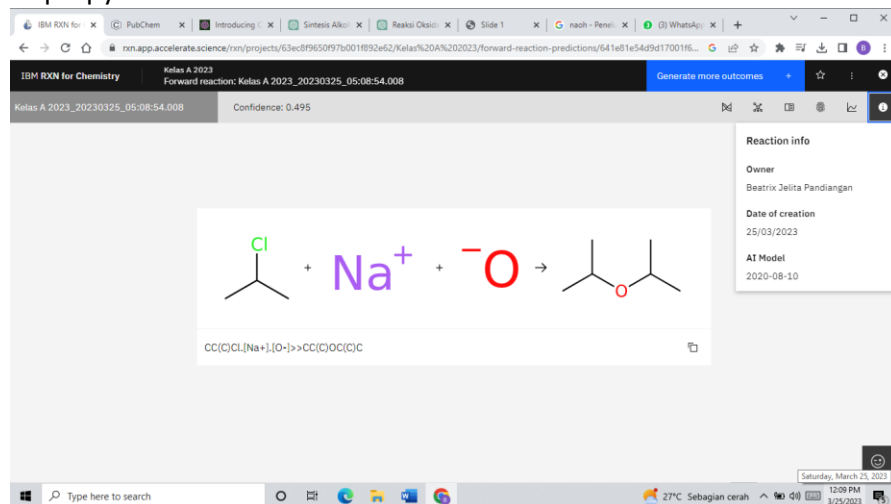 IBM RXN for
PubChem
Introducing C
Sintesis Alko
Reaksi Oksid
Slide 1
naoh - Penel
(3) WhatsAp
rxn.app.accelerate.science/rxn/projects/63ec8f9650f97b001f892e62/Kelas%20A%202023/forward-reaction-predictions/641e81e54d9d17001f6...
IBM RXN for Chemistry
Kelas A 2023
Forward reaction: Kelas A 2023_20230325_05:08:54.008
Generate more outcomes +
Kelas A 2023_20230325_05:08:54.008
Confidence: 0.495
Reaction info
Owner
Beatrix Jelita Pandiangan
Date of creation
25/03/2023
AI Model
2020-08-10
Cl
+ Na+ + −O →
O
CC(C)Cl.[Na+].[O-]>>CC(C)OC(C)C
Saturday, March 25, 2023
Type here to search
27°C Sebagian cerah
12:09 PM
3/25/2023